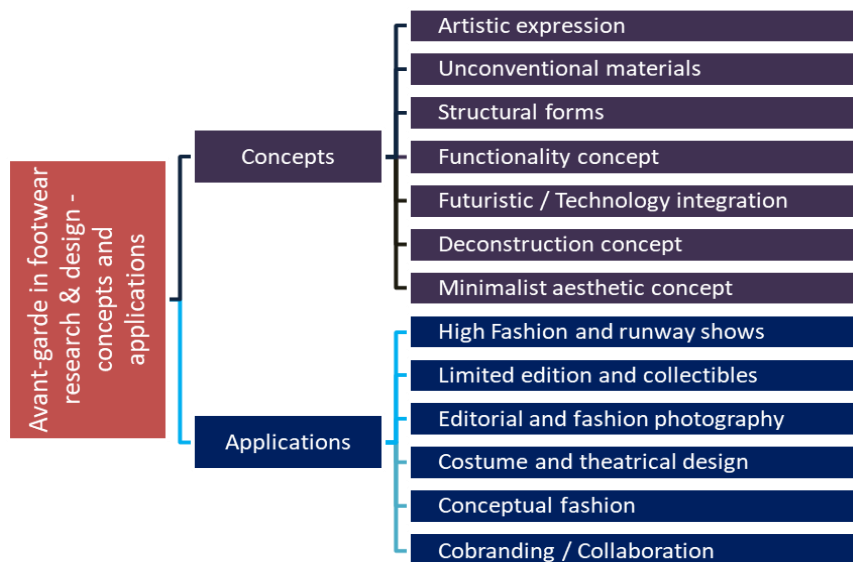 Avant-garde in footwear
research & design -
concepts and
applications
Concepts
Artistic expression
Unconventional materials
Structural forms
Functionality concept
Futuristic / Technology integration
Deconstruction concept
Minimalist aesthetic concept
Applications
High Fashion and runway shows
Limited edition and collectibles
Editorial and fashion photography
Costume and theatrical design
Conceptual fashion
Cobranding / Collaboration